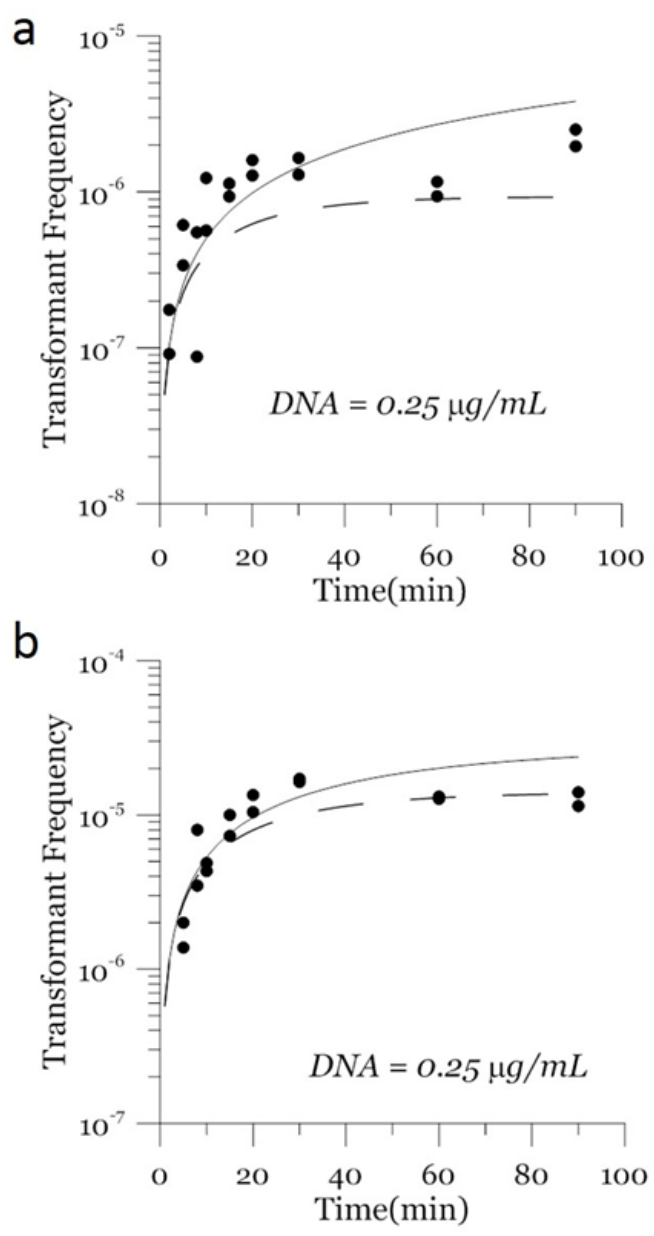 a
10-5
10-6
10-7
10-8
Transformant Frequency
DNA = 0.25 µg/mL
0 20 40 60 80 100
Time(min)
b
10-4
10-5
10-6
10-7
Transformant Frequency
DNA = 0.25 µg/mL
0 20 40 60 80 100
Time(min)